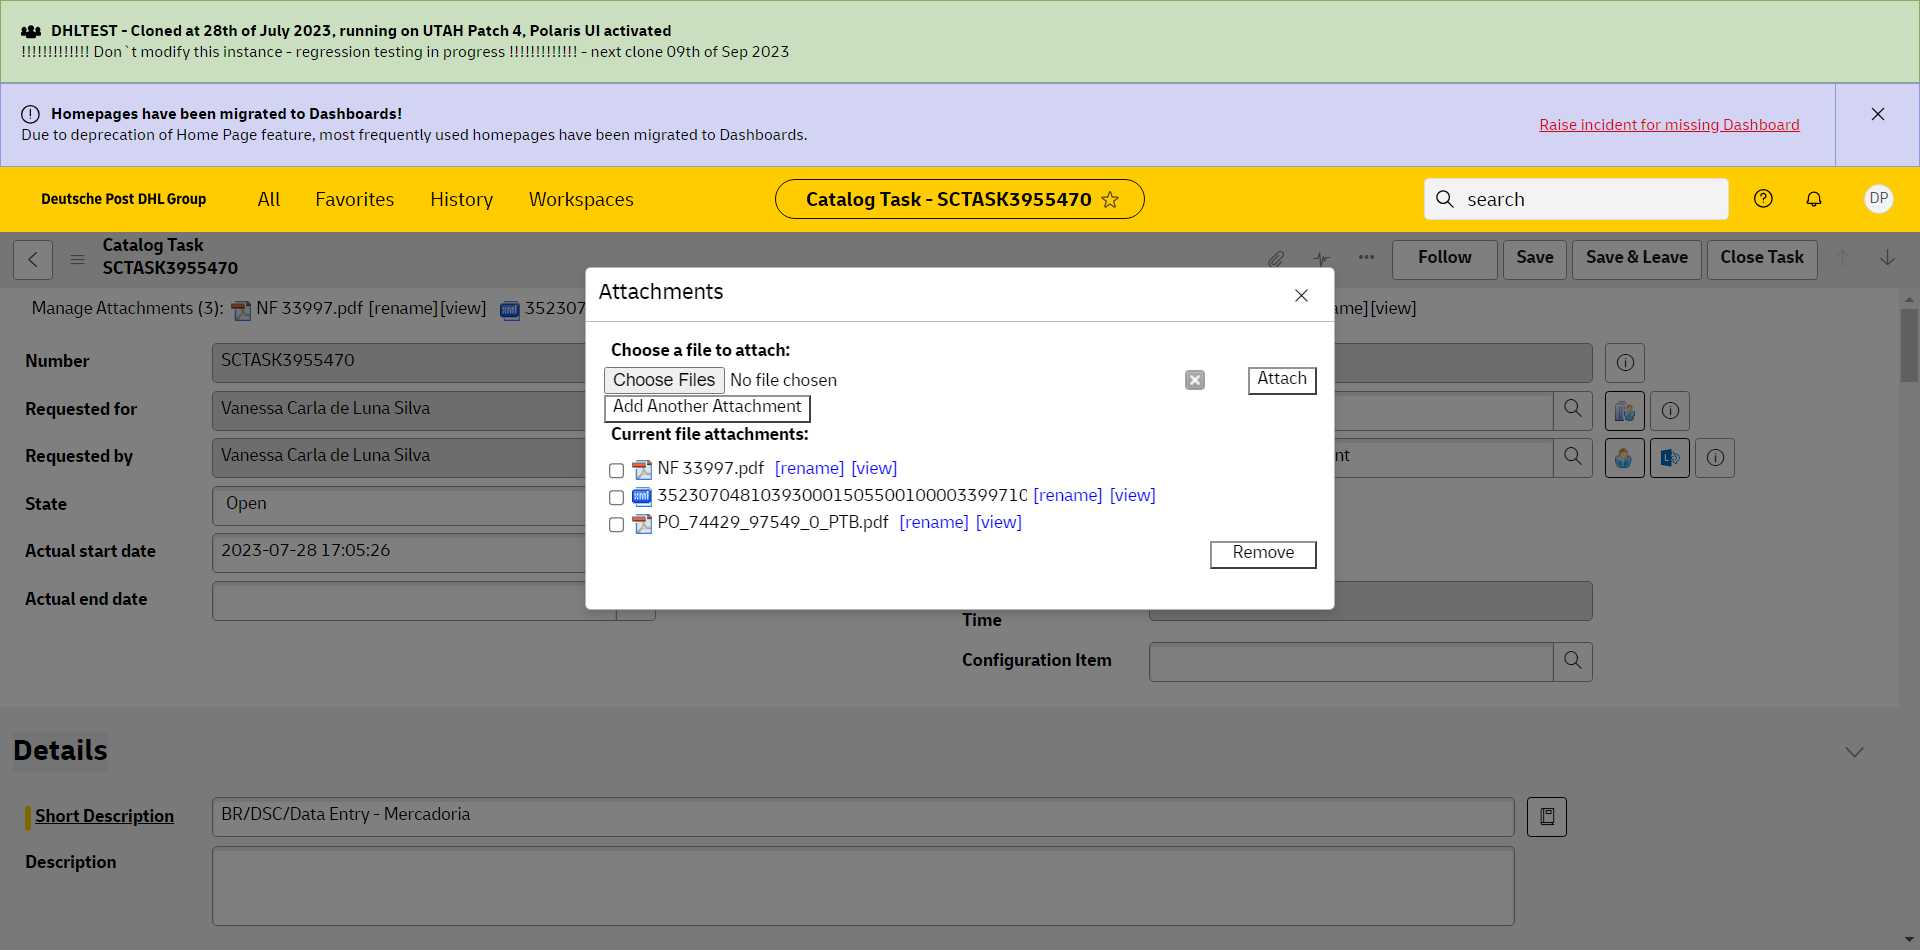 DHLTEST - Cloned at 28th of July 2023, running on UTAH Patch 4, Polaris UI activated
!!!!!!!!!!!!! Don`t modify this instance - regression testing in progress !!!!!!!!!!!!! - next clone 09th of Sep 2023
Homepages have been migrated to Dashboards!
Due to deprecation of Home Page feature, most frequently used homepages have been migrated to Dashboards.
Raise incident for missing Dashboard
Deutsche Post DHL Group
All
Favorites
History
Workspaces
Catalog Task - SCTASK3955470
search
DP
Catalog Task
SCTASK3955470
Follow
Save
Save & Leave
Close Task
Manage Attachments (3): NF 33997.pdf [rename][view] 352307
ame][view]
Number
SCTASK3955470
Requested for
Vanessa Carla de Luna Silva
Requested by
Vanessa Carla de Luna Silva
nt
State
Open
Actual start date
2023-07-28 17:05:26
Actual end date
Time
Configuration Item
Attachments
Choose a file to attach:
Choose Files No file chosen
Attach
Add Another Attachment
Current file attachments:
NF 33997.pdf [rename] [view]
[rename] [view]
PO_74429_97549_0_PTB.pdf [rename] [view]
Remove
Details
Short Description
BR/DSC/Data Entry - Mercadoria
Description